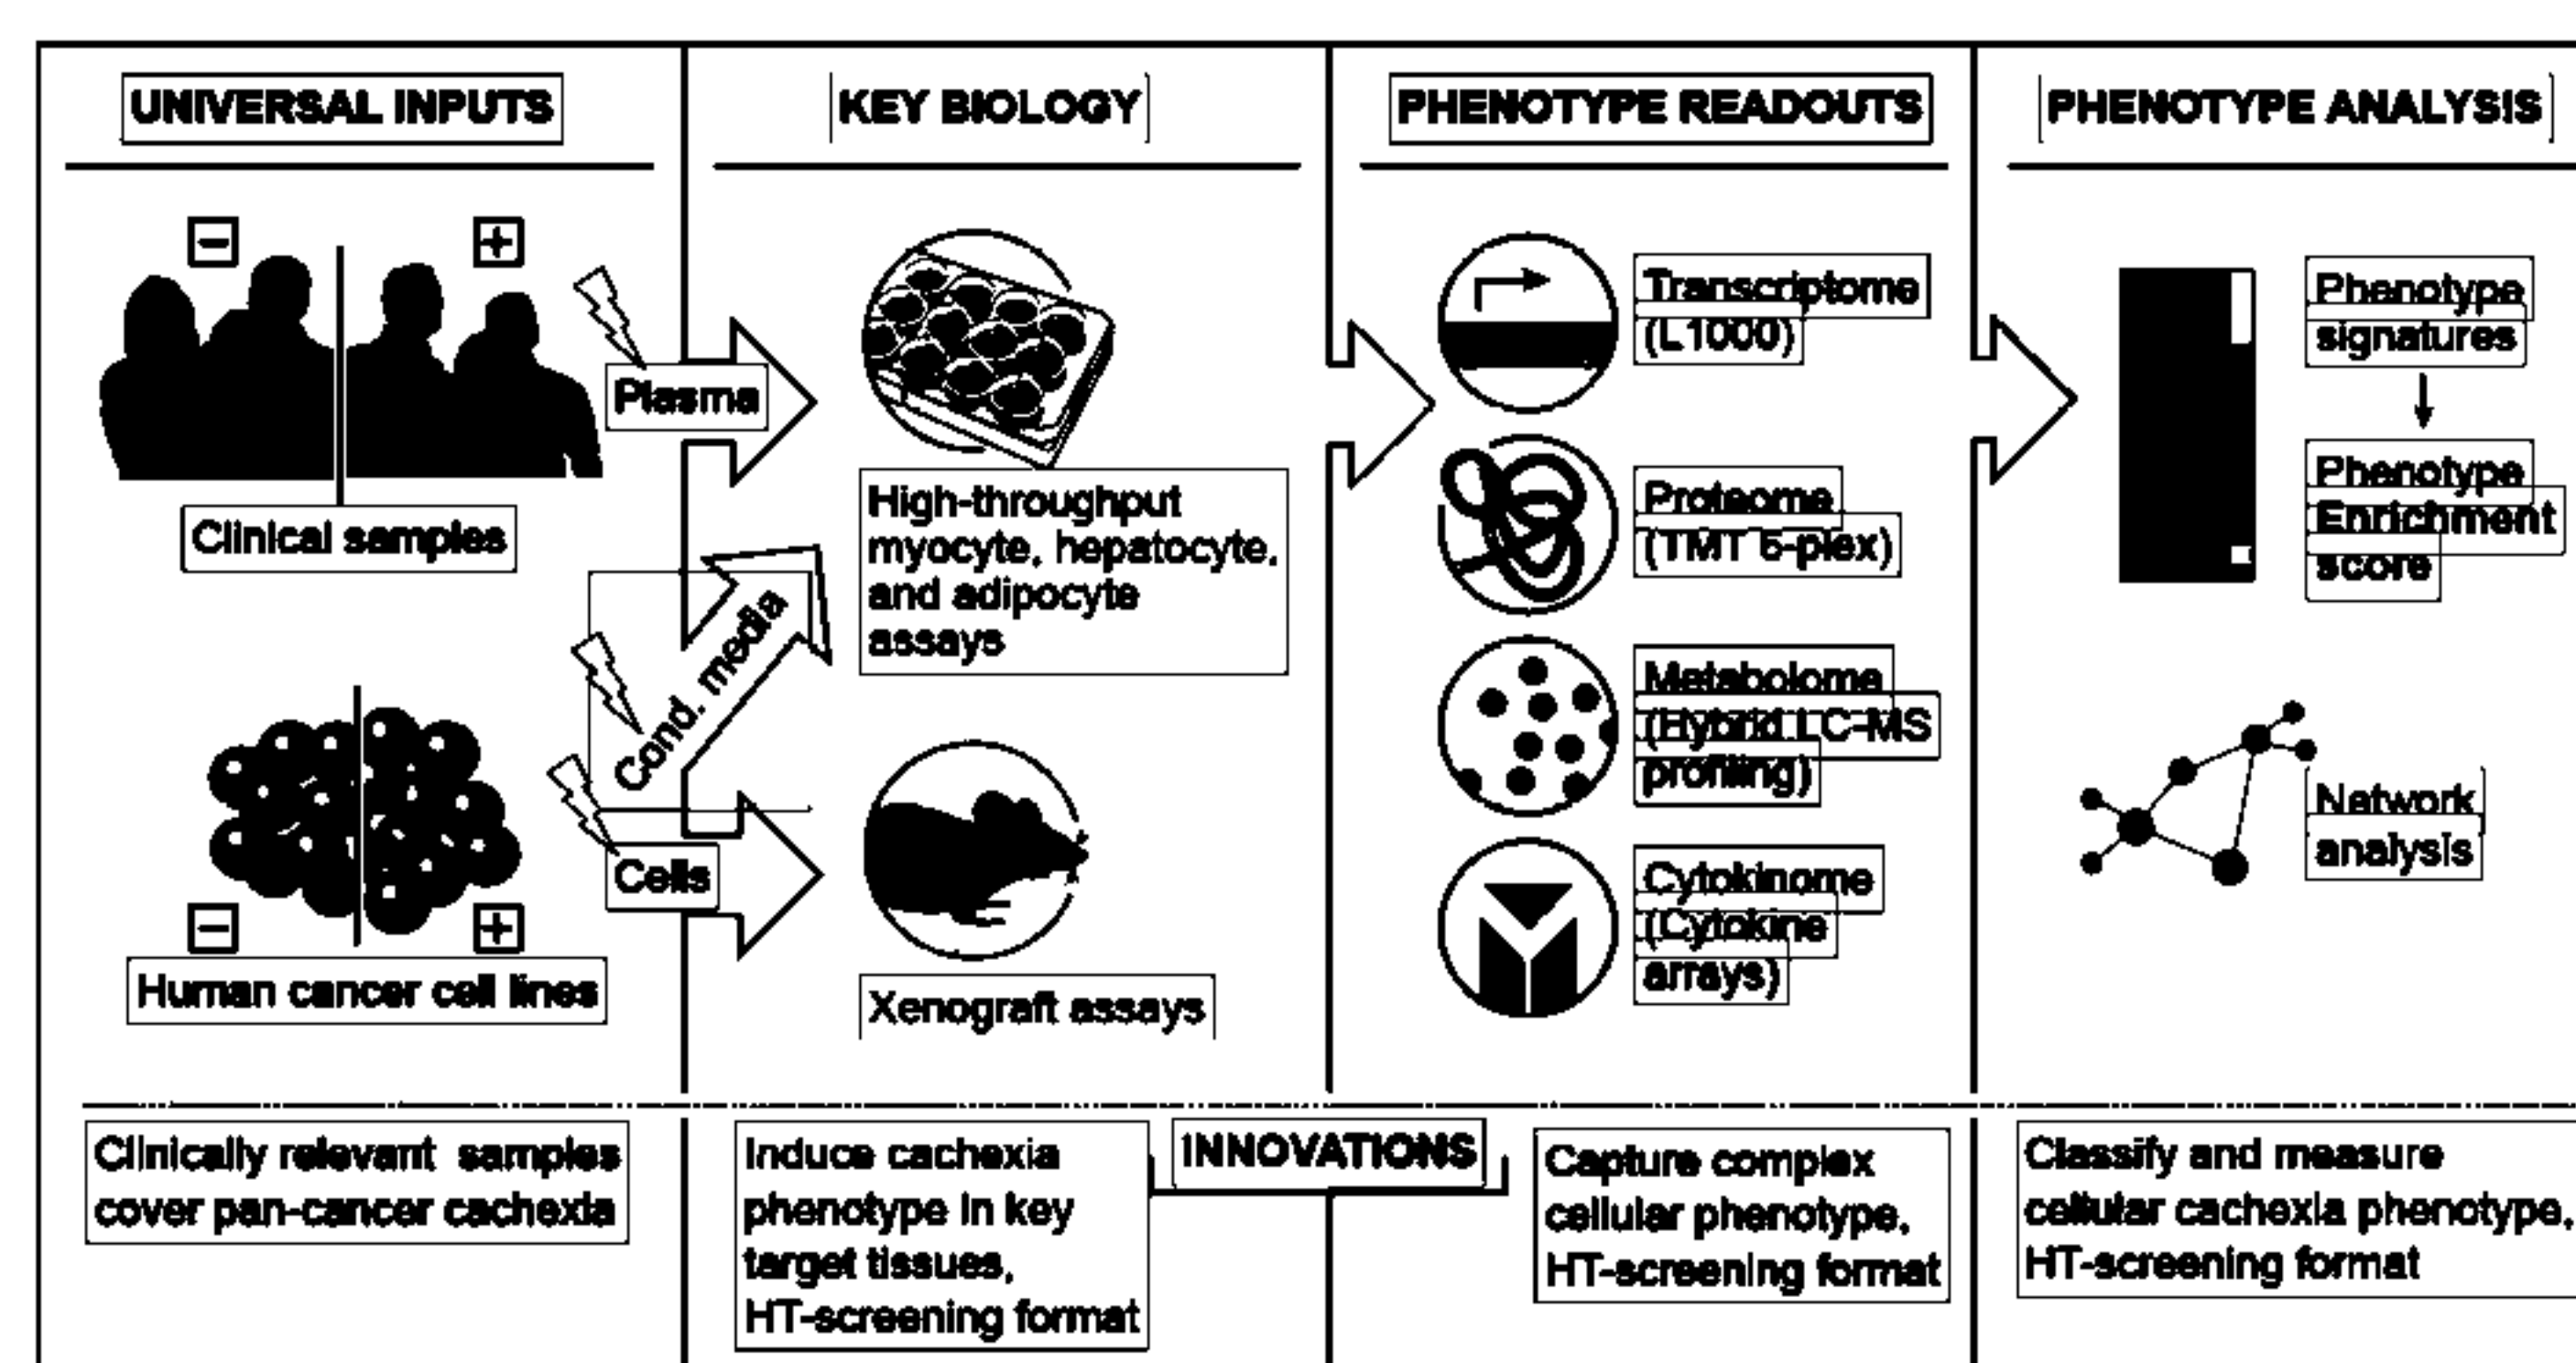 UNIVERSAL INPUTS
KEY BIOLOGY
PHENOTYPE READOUTS
PHENOTYPE ANALYSIS
−
+
Plasma
Clinical samples
Cond. media
Cells
−
+
Human cancer cell lines
High-throughput
myocyte, hepatocyte,
and adipocyte
assays
Xenograft assays
Transcriptome
(L1000)
Proteome
(TMT 6-plex)
Metabolome
(Hybrid LC-MS
profiling)
Cytokinome
(Cytokine
arrays)
Phenotype
signatures
Phenotype
Enrichment
score
Network
analysis
INNOVATIONS
Clinically relevant samples
cover pan-cancer cachexia
Induce cachexia
phenotype in key
target tissues,
HT-screening format
Capture complex
cellular phenotype,
HT-screening format
Classify and measure
cellular cachexia phenotype,
HT-screening format